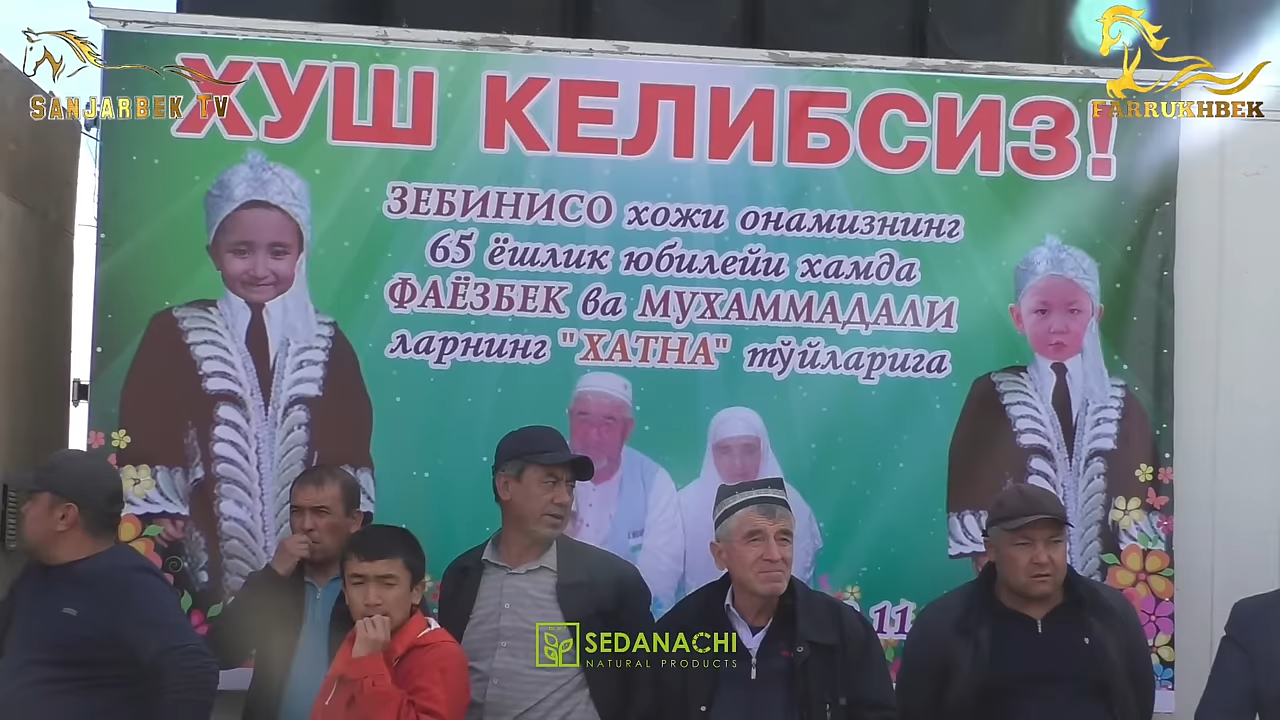 SANJARBEK TV
FARRUKHBEK
ХУШ КЕЛИБСИЗ!
ЗЕБИНИСО хожи онамизнинг
65 ёшлик юбилейи хамда
ФАЁЗБЕК ва МУХАММАДАЛИ
ларнинг "ХАТНА" тўйларига
11
SEDANACHI
NATURAL PRODUCTS